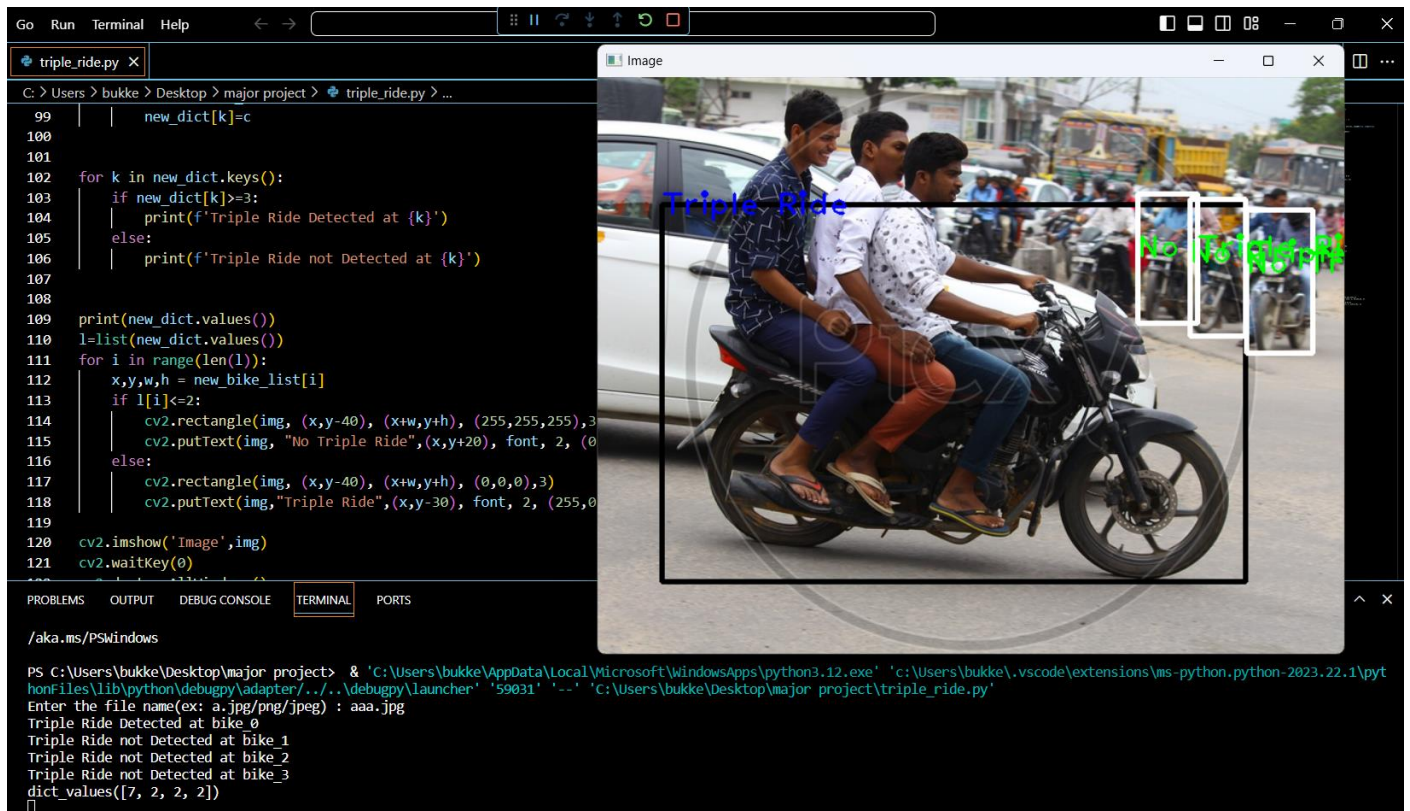 Go Run Terminal Help
triple_ride.py
C: > Users > bukke > Desktop > major project > triple_ride.py > ...
99 new_dict[k]=c
100
101
102 for k in new_dict.keys():
103 if new_dict[k]>=3:
104 print(f'Triple Ride Detected at {k}')
105 else:
106 print(f'Triple Ride not Detected at {k}')
107
108
109 print(new_dict.values())
110 l=list(new_dict.values())
111 for i in range(len(l)):
112 x,y,w,h = new_bike_list[i]
113 if l[i]<=2:
114 cv2.rectangle(img, (x,y-40), (x+w,y+h), (255,255,255),3
115 cv2.putText(img, "No Triple Ride",(x,y+20), font, 2, (0
116 else:
117 cv2.rectangle(img, (x,y-40), (x+w,y+h), (0,0,0),3)
118 cv2.putText(img,"Triple Ride",(x,y-30), font, 2, (255,0
119
120 cv2.imshow('Image',img)
121 cv2.waitKey(0)
Image
Triple Ride
No
PICXY
HONDA
PROBLEMS OUTPUT DEBUG CONSOLE TERMINAL PORTS
/aka.ms/PSWindows
PS C:\Users\bukke\Desktop\major project> & 'C:\Users\bukke\AppData\Local\Microsoft\WindowsApps\python3.12.exe' 'c:\Users\bukke\.vscode\extensions\ms-python.python-2023.22.1\pyt
honFiles\lib\python\debugpy\adapter/../..\debugpy\launcher' '59031' '--' 'C:\Users\bukke\Desktop\major project\triple_ride.py'
Enter the file name(ex: a.jpg/png/jpeg) : aaa.jpg
Triple Ride Detected at bike_0
Triple Ride not Detected at bike_1
Triple Ride not Detected at bike_2
Triple Ride not Detected at bike_3
dict_values([7, 2, 2, 2])